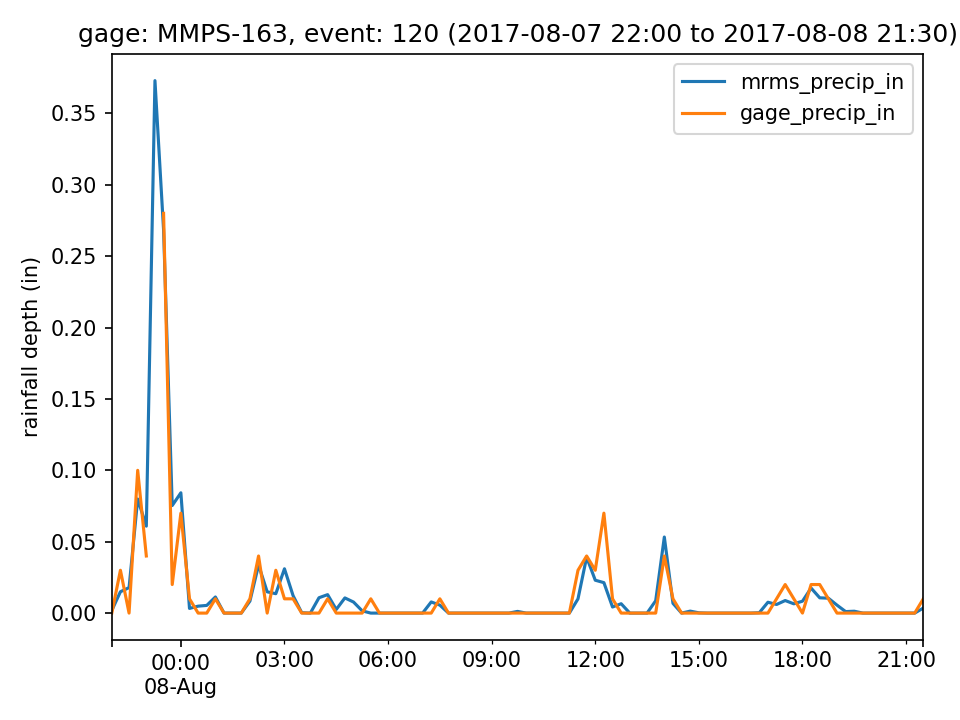 gage: MMPS-163, event: 120 (2017-08-07 22:00 to 2017-08-08 21:30)
mrms_precip_in
gage_precip_in
rainfall depth (in)
0.35
0.30
0.25
0.20
0.15
0.10
0.05
0.00
00:00 03:00 06:00 09:00 12:00 15:00 18:00 21:00
08-Aug